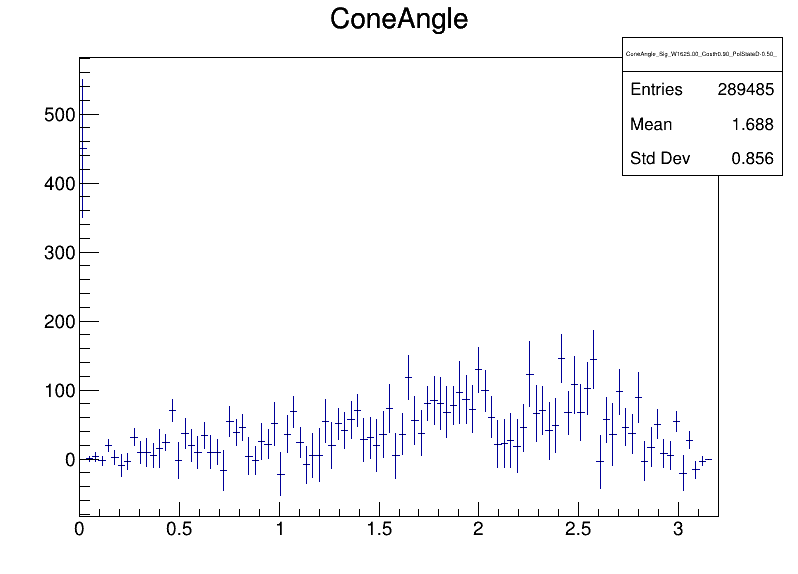 ConeAngle
ConeAngle_Sig_W1625.00_Costh0.90_PolStateD-0.50_
Entries 289485
Mean 1.688
Std Dev 0.856
500
400
300
200
100
0
0 0.5 1 1.5 2 2.5 3